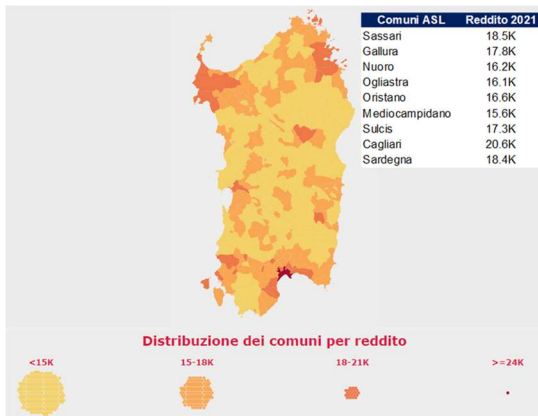 Comuni ASL Reddito 2021
Sassari 18.5K
Gallura 17.8K
Nuoro 16.2K
Ogliastra 16.1K
Oristano 16.6K
Mediocampidano 15.6K
Sulcis 17.3K
Cagliari 20.6K
Sardegna 18.4K
Distribuzione dei comuni per reddito
<15K 15-18K 18-21K >=24K